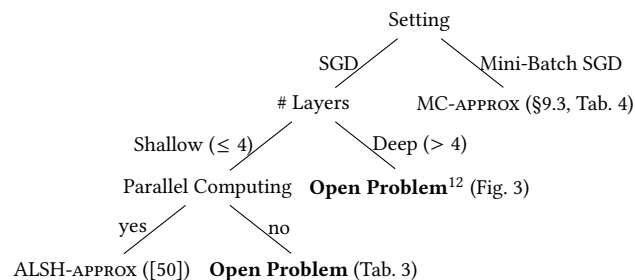 Setting
SGD
Mini-Batch SGD
# Layers
MC-APPROX (§9.3, Tab. 4)
Shallow (≤ 4)
Deep (> 4)
Parallel Computing
Open Problem¹² (Fig. 3)
yes
no
ALSH-APPROX ([50])
Open Problem (Tab. 3)